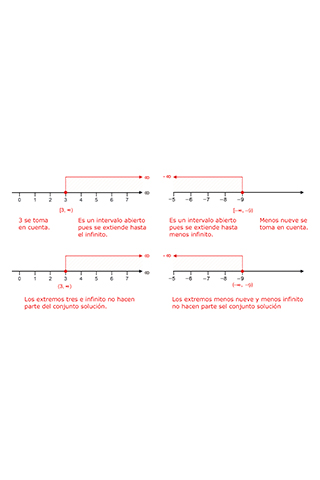 ∞
-∞
0 1 2 3 4 5 6 7 ∞
-5 -6 -7 -8 -9
[3, ∞)
3 se toma
en cuenta.
Es un intervalo abierto
pues se extiende hasta
el infinito.
Es un intervalo abierto
pues se extiende hasta
menos infinito.
Menos nueve se
toma en cuenta.
∞
-∞
0 1 2 3 4 5 6 7 ∞
-5 -6 -7 -8 -9
(3, ∞)
Los extremos tres e infinito no hacen
parte del conjunto solución.
Los extremos menos nueve y menos infinito
no hacen parte sel conjunto solución